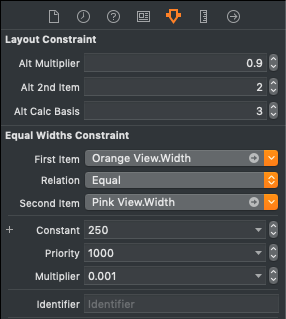 Layout Constraint
Alt Multiplier 0.9
Alt 2nd Item 2
Alt Calc Basis 3
Equal Widths Constraint
First Item Orange View.Width
Relation Equal
Second Item Pink View.Width
Constant 250
Priority 1000
Multiplier 0.001
Identifier Identifier